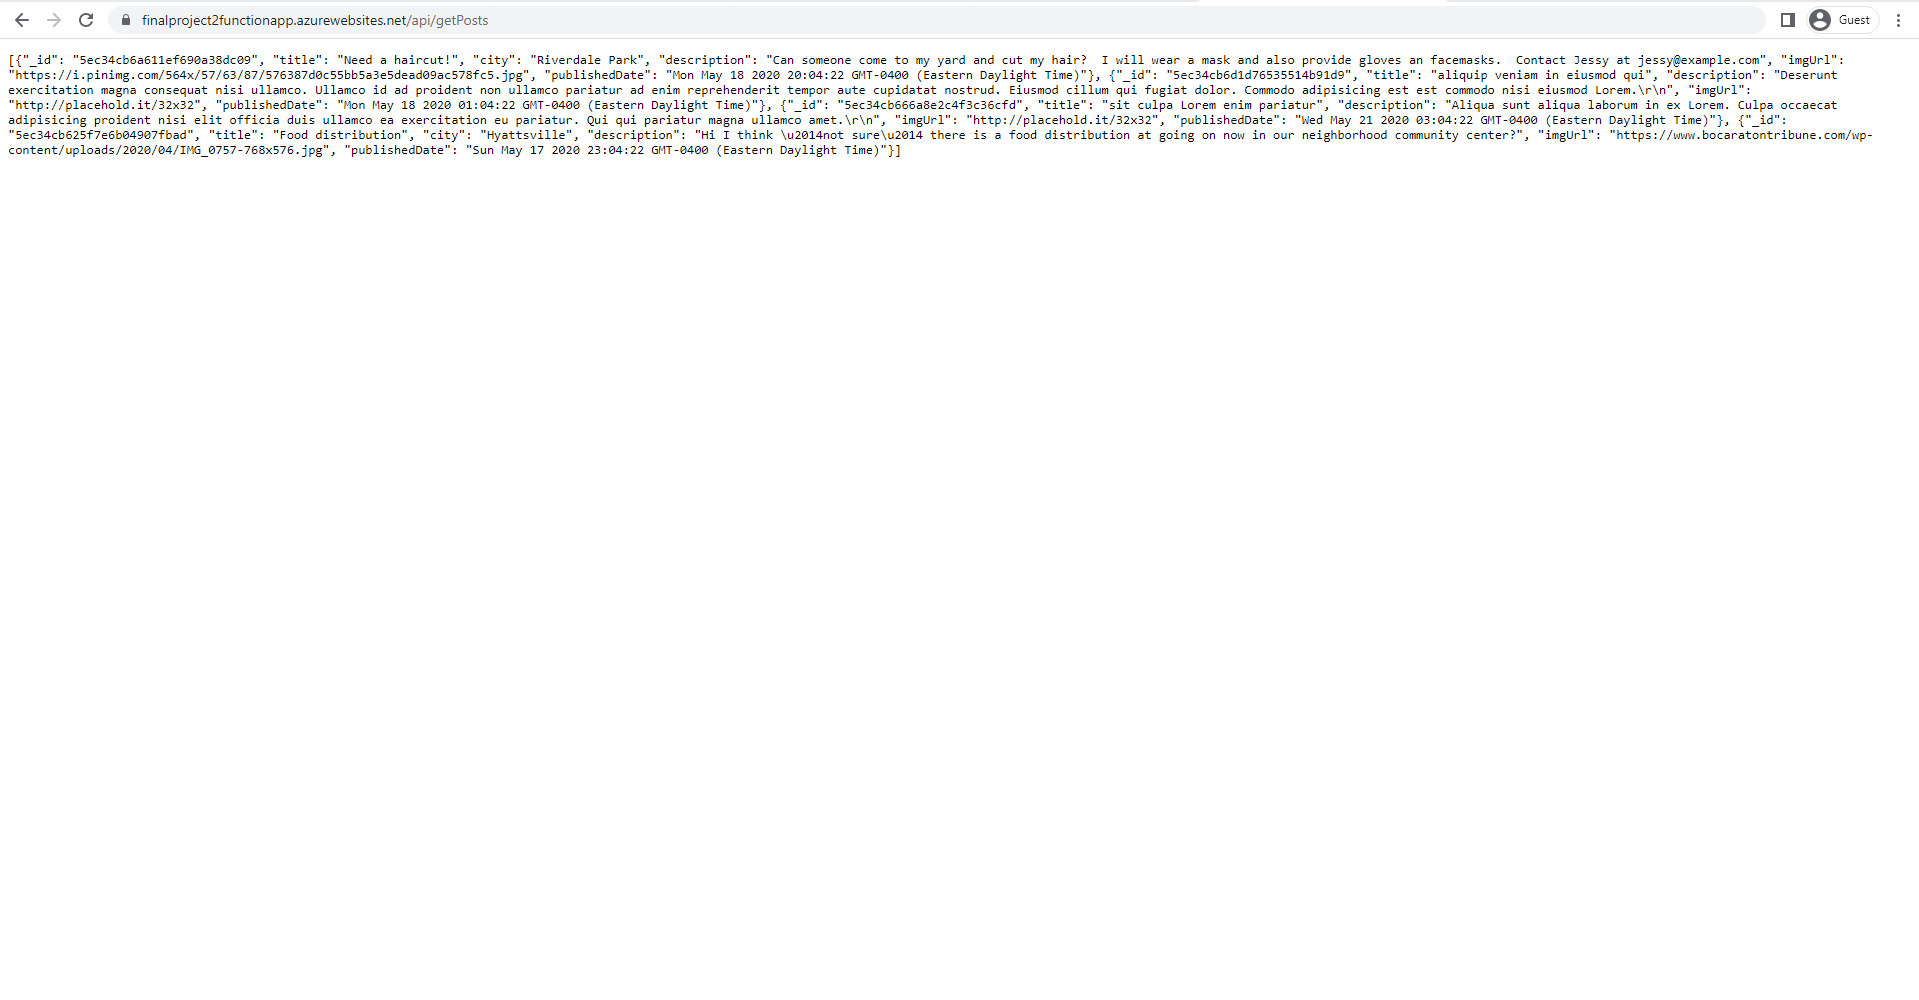 finalproject2functionapp.azurewebsites.net/api/getPosts
Guest
[{"_id": "5ec34cb6a611ef690a38dc09", "title": "Need a haircut!", "city": "Riverdale Park", "description": "Can someone come to my yard and cut my hair?  I will wear a mask and also provide gloves an facemasks.  Contact Jessy at jessy@example.com", "imgUrl":
"https://i.pinimg.com/564x/57/63/87/576387d0c55bb5a3e5dead09ac578fc5.jpg", "publishedDate": "Mon May 18 2020 20:04:22 GMT-0400 (Eastern Daylight Time)"}, {"_id": "5ec34cb6d1d76535514b91d9", "title": "aliquip veniam in eiusmod qui", "description": "Deserunt
exercitation magna consequat nisi ullamco. Ullamco id ad proident non ullamco pariatur ad enim reprehenderit tempor aute cupidatat nostrud. Eiusmod cillum qui fugiat dolor. Commodo adipisicing est est commodo nisi eiusmod Lorem.\r\n", "imgUrl":
"http://placehold.it/32x32", "publishedDate": "Mon May 18 2020 01:04:22 GMT-0400 (Eastern Daylight Time)"}, {"_id": "5ec34cb666a8e2c4f3c36cfd", "title": "sit culpa Lorem enim pariatur", "description": "Aliqua sunt aliqua laborum in ex Lorem. Culpa occaecat
adipisicing proident nisi elit officia duis ullamco ea exercitation eu pariatur. Qui qui pariatur magna ullamco amet.\r\n", "imgUrl": "http://placehold.it/32x32", "publishedDate": "Wed May 21 2020 03:04:22 GMT-0400 (Eastern Daylight Time)"}, {"_id":
"5ec34cb625f7e6b04907fbad", "title": "Food distribution", "city": "Hyattsville", "description": "Hi I think \u2014not sure\u2014 there is a food distribution at going on now in our neighborhood community center?", "imgUrl": "https://www.bocaratontribune.com/wp-
content/uploads/2020/04/IMG_0757-768x576.jpg", "publishedDate": "Sun May 17 2020 23:04:22 GMT-0400 (Eastern Daylight Time)"}]